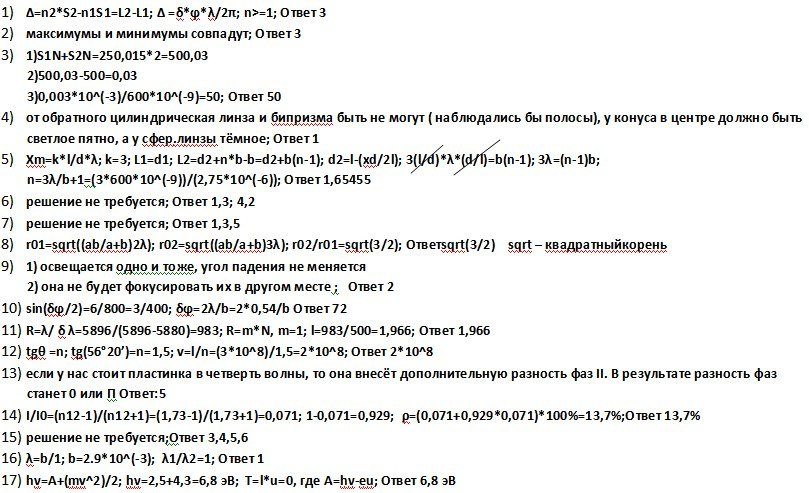 1) Δ=n2*S2-n1S1=L2-L1; Δ =δ*φ*λ/2π; n>=1; Ответ 3
2) максимумы и минимумы совпадут; Ответ 3
3) 1)S1N+S2N=250,015*2=500,03
2)500,03-500=0,03
3)0,003*10^(-3)/600*10^(-9)=50; Ответ 50
4) от обратного цилиндрическая линза и бипризма быть не могут ( наблюдались бы полосы), у конуса в центре должно быть
светлое пятно, а у сфер.линзы тёмное; Ответ 1
5) Xm=k*l/d*λ; k=3; L1=d1; L2=d2+n*b-b=d2+b(n-1); d2=l-(xd/2l); 3(l/d)*λ*(d/l)=b(n-1); 3λ=(n-1)b;
n=3λ/b+1=(3*600*10^(-9))/(2,75*10^(-6)); Ответ 1,65455
6) решение не требуется; Ответ 1,3; 4,2
7) решение не требуется; Ответ 1,3,5
8) r01=sqrt((ab/a+b)2λ); r02=sqrt((ab/a+b)3λ); r02/r01=sqrt(3/2); Ответsqrt(3/2) sqrt – квадратныйкорень
9) 1) освещается одно и тоже, угол падения не меняется
2) она не будет фокусировать их в другом месте ; Ответ 2
10) sin(δφ/2)=6/800=3/400; δφ=2λ/b=2*0,54/b Ответ 72
11) R=λ/ δ λ=5896/(5896-5880)=983; R=m*N, m=1; l=983/500=1,966; Ответ 1,966
12) tgθ =n; tg(56°20’)=n=1,5; v=l/n=(3*10^8)/1,5=2*10^8; Ответ 2*10^8
13) если у нас стоит пластинка в четверть волны, то она внесёт дополнительную разность фаз II. В результате разность фаз
станет 0 или П Ответ:5
14) I/I0=(n12-1)/(n12+1)=(1,73-1)/(1,73+1)=0,071; 1-0,071=0,929; ρ=(0,071+0,929*0,071)*100%=13,7%;Ответ 13,7%
15) решение не требуется;Ответ 3,4,5,6
16) λ=b/1; b=2.9*10^(-3); λ1/λ2=1; Ответ 1
17) hν=A+(mv^2)/2; hν=2,5+4,3=6,8 эВ; T=l*u=0, где A=hν-eu; Ответ 6,8 эВ